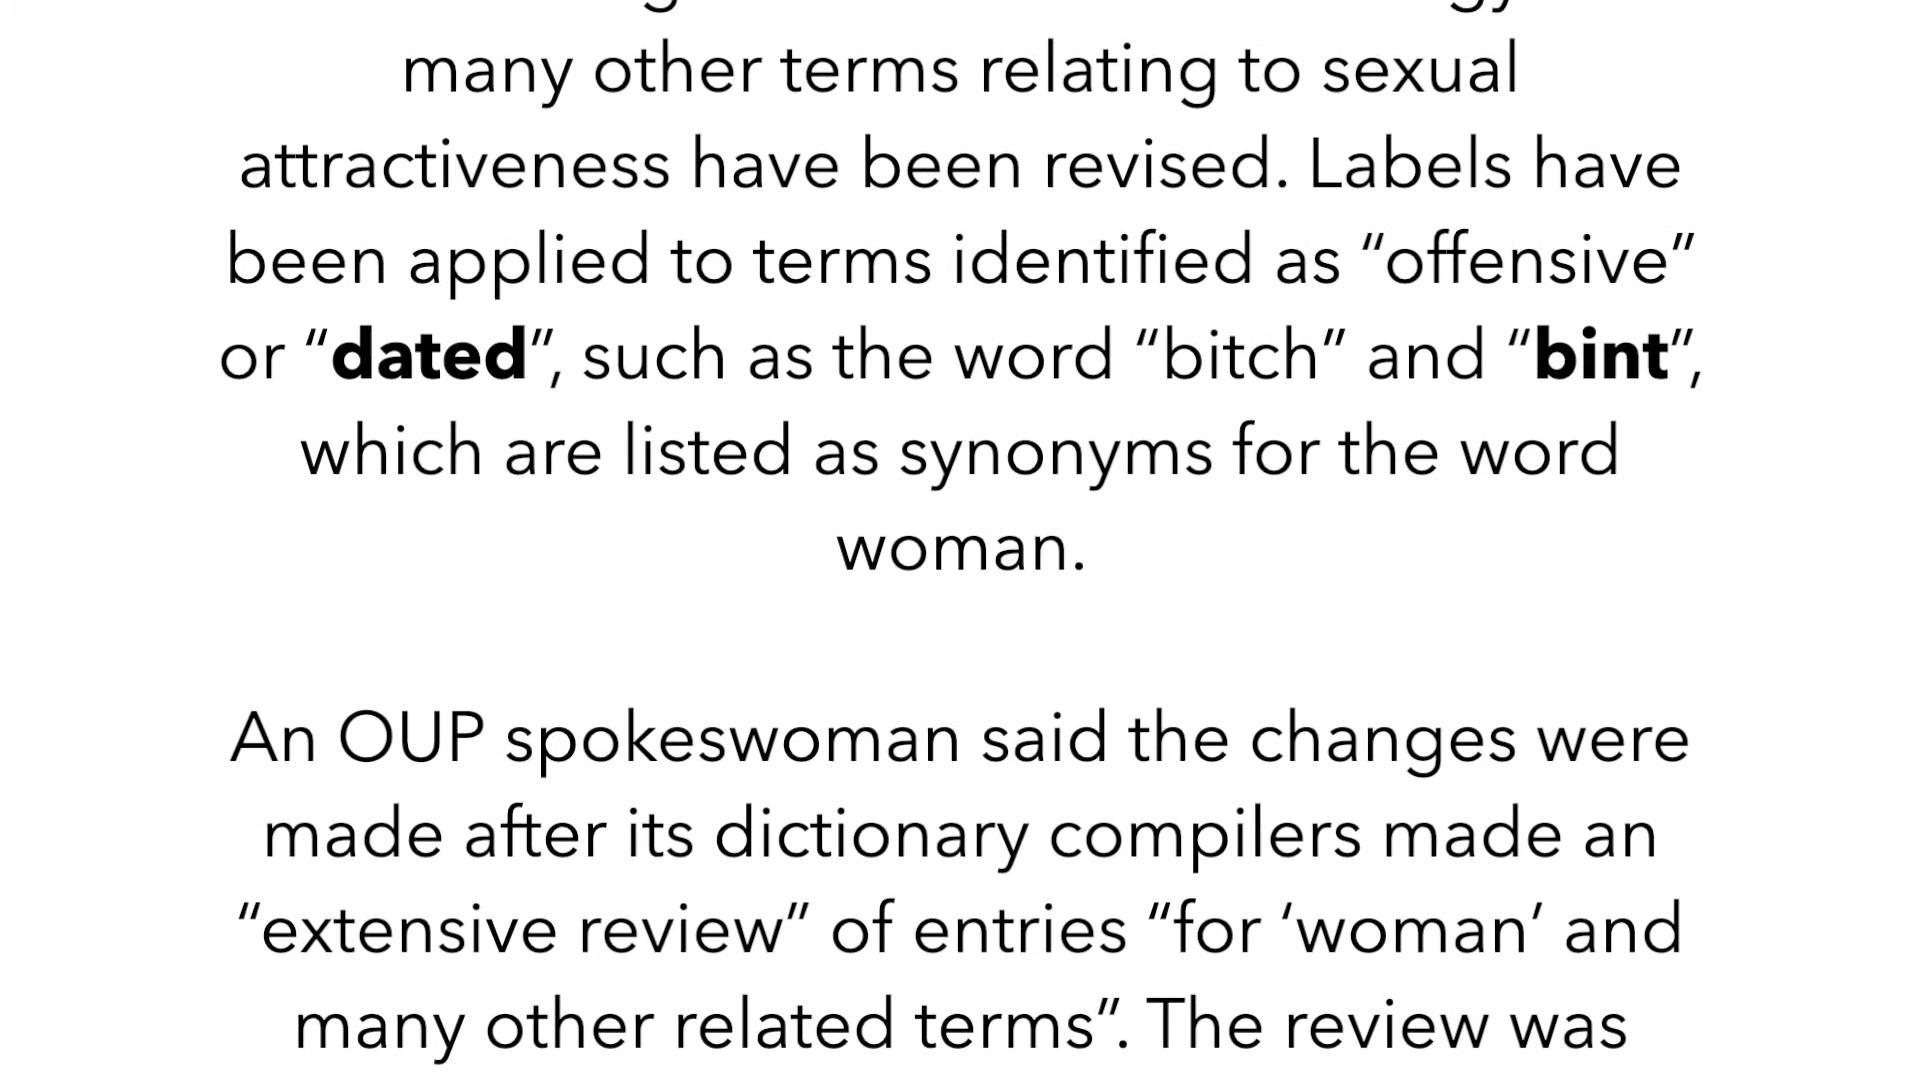 many other terms relating to sexual
attractiveness have been revised. Labels have
been applied to terms identified as “offensive”
or “dated”, such as the word “bitch” and “bint”,
which are listed as synonyms for the word
woman.
An OUP spokeswoman said the changes were
made after its dictionary compilers made an
“extensive review” of entries “for ‘woman’ and
many other related terms”. The review was